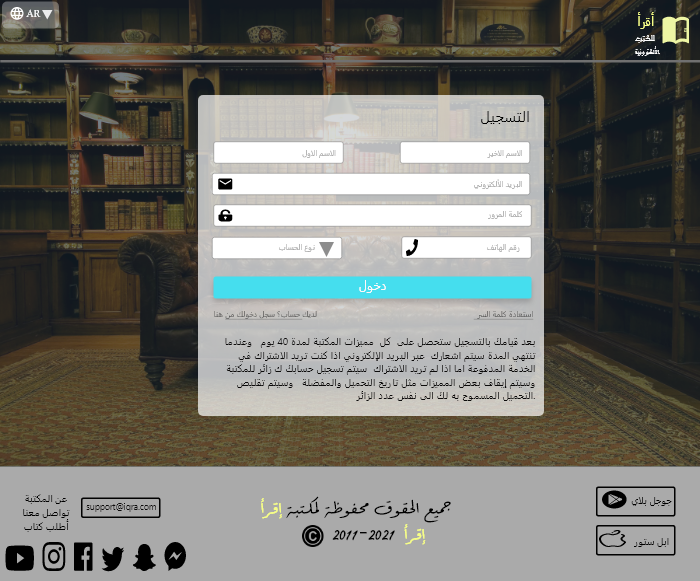 AR
أقرأ
للكتب
الألكترونية
التسجيل
الاسم الاخير
الاسم الاول
البريد الألكتروني
كلمة المرور
رقم الهاتف
نوع الحساب
دخول
استعادة كلمة السر
لديك حساب؟ سجل دخولك من هنا
بعد قيامك بالتسجيل ستحصل على كل مميزات المكتبة لمدة 40 يوم وعندما
تنتهي المدة سيتم اشعارك عبر البريد الإلكتروني اذا كنت تريد الاشتراك في
الخدمة المدفوعة اما اذا لم تريد الاشتراك سيتم تسجيل حسابك ك زائر للمكتبة
وسيتم إيقاف بعض المميزات مثل تاريخ التحميل والمفضلة وسيتم تقليص
التحميل المسموح به لك الى نفس عدد الزائر.
جوجل بلاي
ابل ستور
جميع الحقوق محفوظة لمكتبة إقرأ
إقرأ 2021-2011 ©
support@iqra.com
عن المكتبة
تواصل معنا
أطلب كتاب